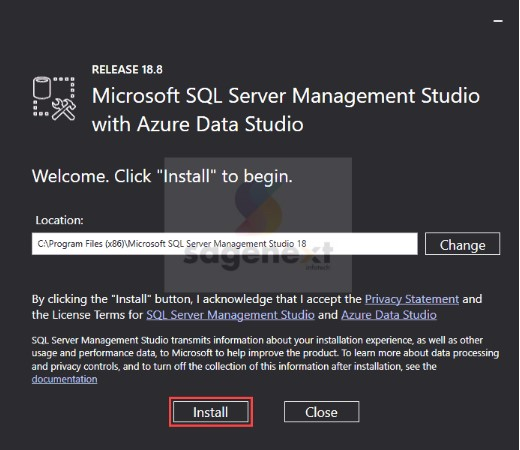 RELEASE 18.8
Microsoft SQL Server Management Studio
with Azure Data Studio
Welcome. Click "Install" to begin.
Location:
C:\Program Files (x86)\Microsoft SQL Server Management Studio 18
Change
sagenext
infotech
By clicking the "Install" button, I acknowledge that I accept the Privacy Statement and
the License Terms for SQL Server Management Studio and Azure Data Studio
SQL Server Management Studio transmits information about your installation experience, as well as other
usage and performance data, to Microsoft to help improve the product. To learn more about data processing
and privacy controls, and to turn off the collection of this information after installation, see the
documentation
Install
Close